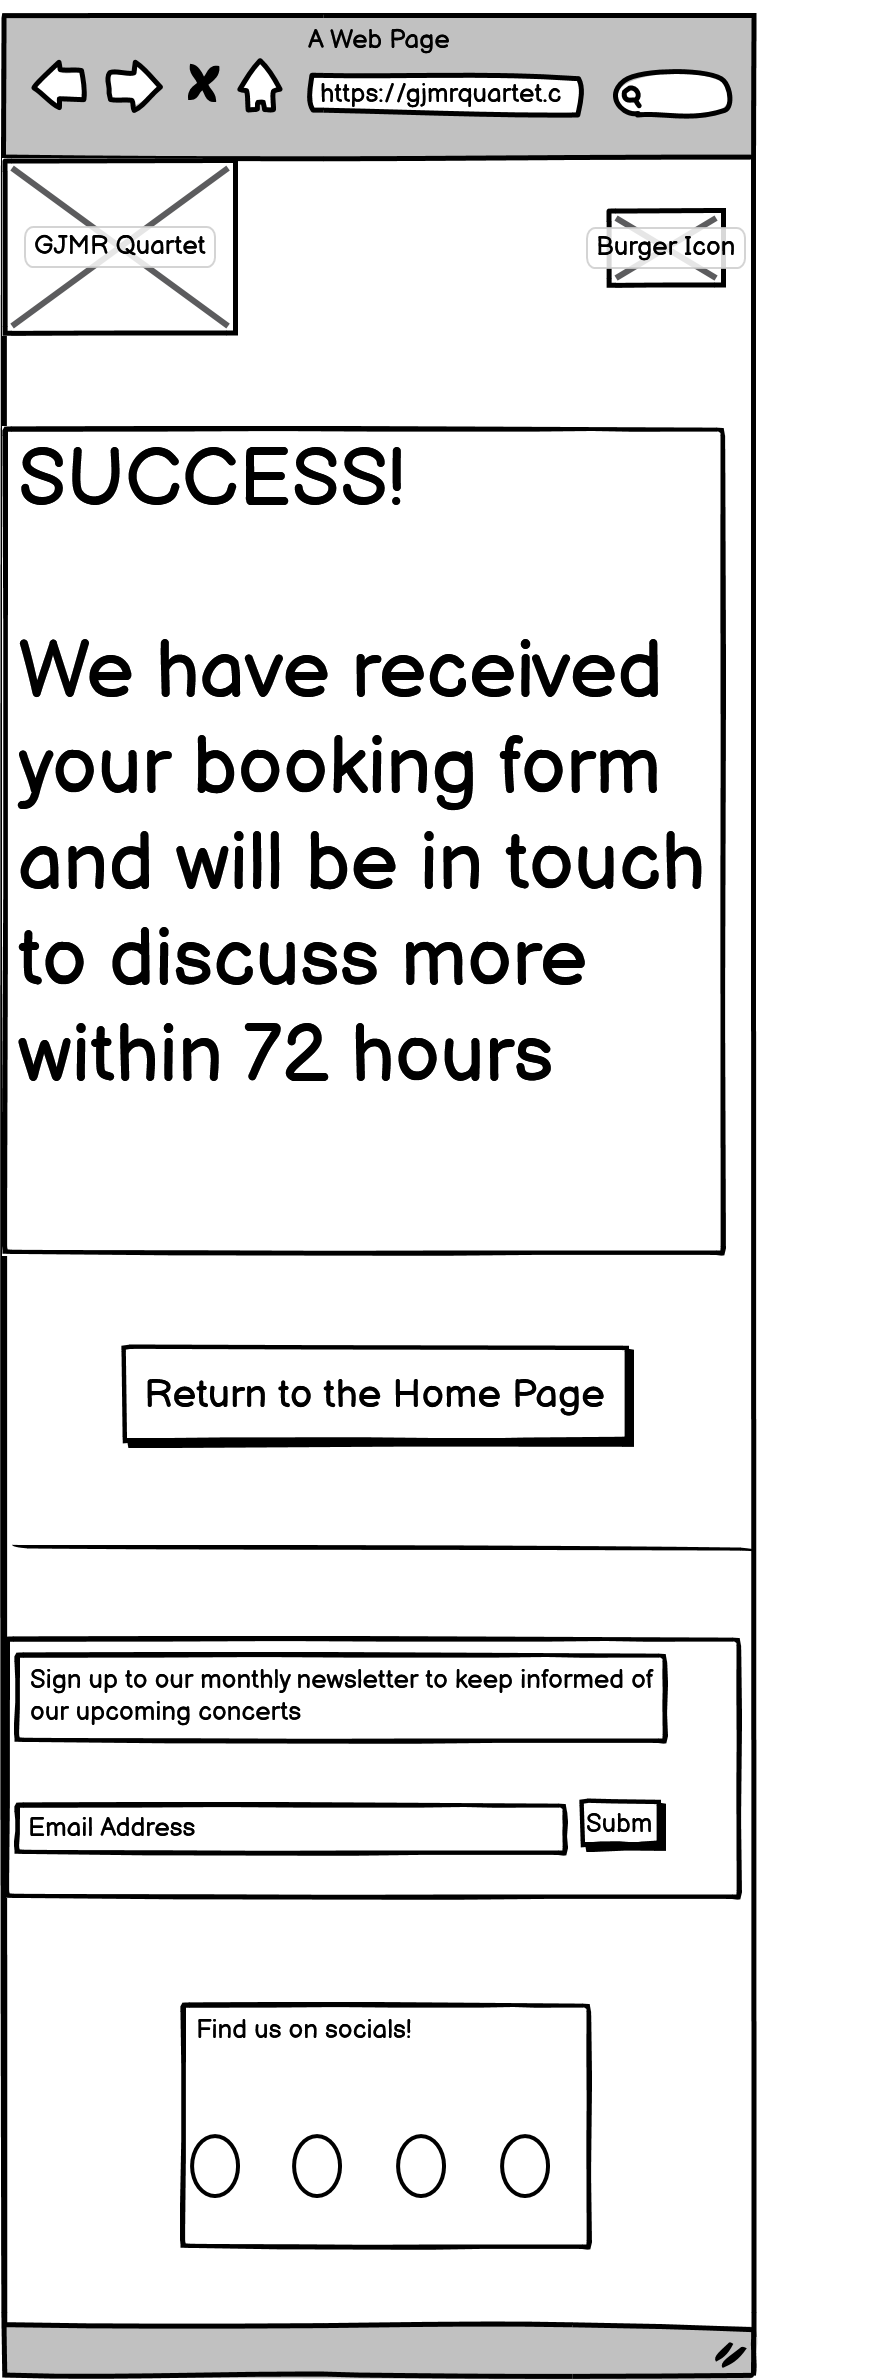 A Web Page
https://gjmrquartet.c
GJMR Quartet
Burger Icon
SUCCESS!
We have received
your booking form
and will be in touch
to discuss more
within 72 hours
Return to the Home Page
Sign up to our monthly newsletter to keep informed of
our upcoming concerts
Email Address
Subm
Find us on socials!